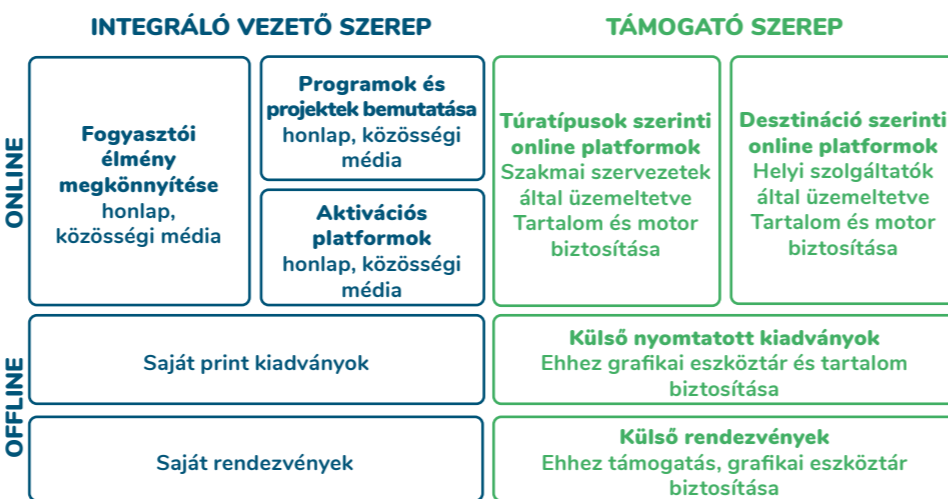 INTEGRÁLÓ VEZETŐ SZEREP
TÁMOGATÓ SZEREP
ONLINE
Fogyasztói
élmény
megkönnyítése
honlap,
közösségi média
Programok és
projektek bemutatása
honlap, közösségi
média
Aktivációs
platformok
honlap, közösségi
média
Túratípusok szerinti
online platformok
Szakmai szervezetek
által üzemeltetve
Tartalom és motor
biztosítása
Desztináció szerinti
online platformok
Helyi szolgáltatók
által üzemeltetve
Tartalom és motor
biztosítása
OFFLINE
Saját print kiadványok
Külső nyomtatott kiadványok
Ehhez grafikai eszköztár és tartalom
biztosítása
Saját rendezvények
Külső rendezvények
Ehhez támogatás, grafikai eszköztár
biztosítása